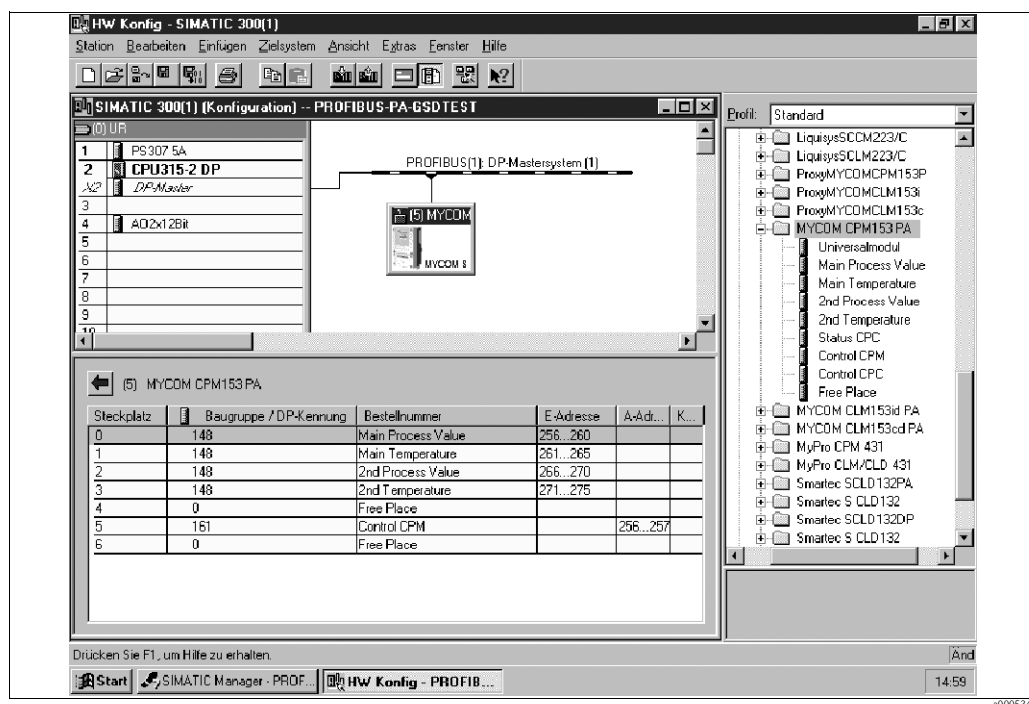 HW Konfig - SIMATIC 300(1)
Station Bearbeiten Einfügen Zielsystem Ansicht Extras Fenster Hilfe
SIMATIC 300(1) (Konfiguration) -- PROFIBUS-PA-GSDTEST
(0) UR
1 PS307 5A
2 CPU315-2 DP
X2 DP-Master
3
4 AO2x12Bit
5
6
7
8
9
10
PROFIBUS(1): DP-Mastersystem (1)
(5) MYCOM
MYCOM S
Profil: Standard
LiquisysSCCM223/C
LiquisysSCLM223/C
ProxyMYCOMCPM153P
ProxyMYCOMCLM153i
ProxyMYCOMCLM153c
MYCOM CPM153 PA
Universalmodul
Main Process Value
Main Temperature
2nd Process Value
2nd Temperature
Status CPC
Control CPM
Control CPC
Free Place
MYCOM CLM153id PA
MYCOM CLM153cd PA
MyPro CPM 431
MyPro CLM/CLD 431
Smartec SCLD132PA
Smartec S CLD132
Smartec SCLD132DP
Smartec S CLD132
(5) MYCOM CPM153 PA
Steckplatz Baugruppe / DP-Kennung Bestellnummer E-Adresse A-Adr... K...
0 148 Main Process Value 256...260
1 148 Main Temperature 261...265
2 148 2nd Process Value 266...270
3 148 2nd Temperature 271...275
4 0 Free Place
5 161 Control CPM 256...257
6 0 Free Place
Drücken Sie F1, um Hilfe zu erhalten.
Änd
Start SIMATIC Manager - PROF... HW Konfig - PROFIB...
14:59